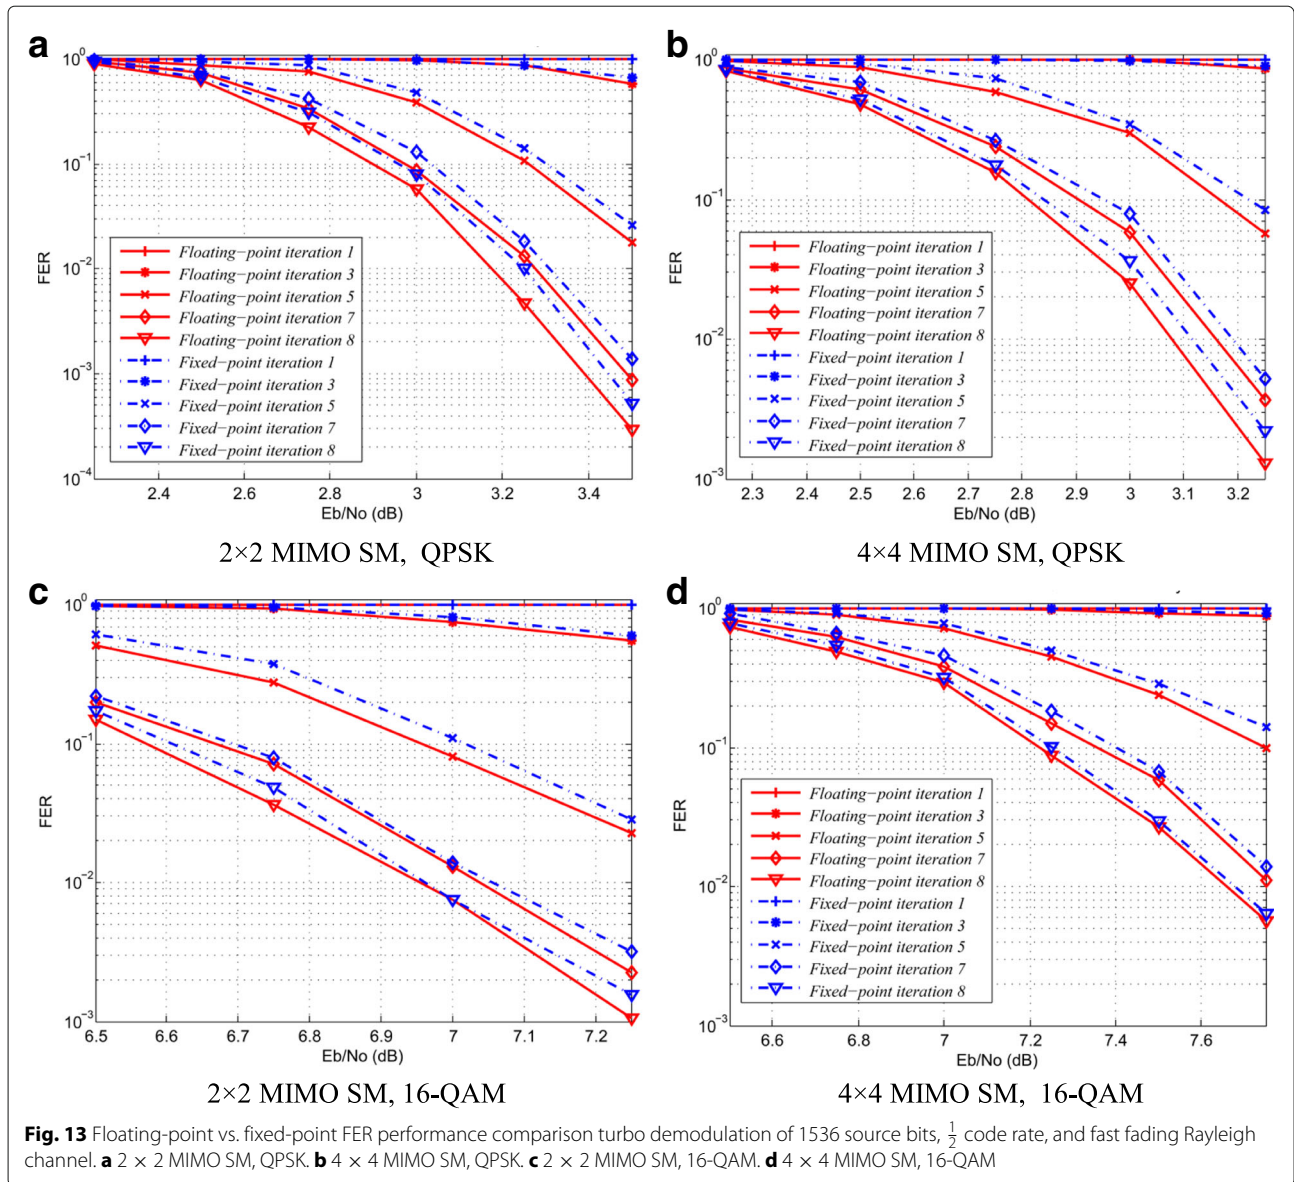 a
10^0
10^-1
10^-2
10^-3
10^-4
FER
Floating-point iteration 1
Floating-point iteration 3
Floating-point iteration 5
Floating-point iteration 7
Floating-point iteration 8
Fixed-point iteration 1
Fixed-point iteration 3
Fixed-point iteration 5
Fixed-point iteration 7
Fixed-point iteration 8
2.4 2.6 2.8 3 3.2 3.4
Eb/No (dB)
2×2 MIMO SM, QPSK
b
10^0
10^-1
10^-2
10^-3
FER
Floating-point iteration 1
Floating-point iteration 3
Floating-point iteration 5
Floating-point iteration 7
Floating-point iteration 8
Fixed-point iteration 1
Fixed-point iteration 3
Fixed-point iteration 5
Fixed-point iteration 7
Fixed-point iteration 8
2.3 2.4 2.5 2.6 2.7 2.8 2.9 3 3.1 3.2
Eb/No (dB)
4×4 MIMO SM, QPSK
c
10^0
10^-1
10^-2
10^-3
FER
6.5 6.6 6.7 6.8 6.9 7 7.1 7.2
Eb/No (dB)
2×2 MIMO SM, 16-QAM
d
10^0
10^-1
10^-2
10^-3
FER
Floating-point iteration 1
Floating-point iteration 3
Floating-point iteration 5
Floating-point iteration 7
Floating-point iteration 8
Fixed-point iteration 1
Fixed-point iteration 3
Fixed-point iteration 5
Fixed-point iteration 7
Fixed-point iteration 8
6.6 6.8 7 7.2 7.4 7.6
Eb/No (dB)
4×4 MIMO SM, 16-QAM
Fig. 13 Floating-point vs. fixed-point FER performance comparison turbo demodulation of 1536 source bits, 1/2 code rate, and fast fading Rayleigh
channel. a 2 × 2 MIMO SM, QPSK. b 4 × 4 MIMO SM, QPSK. c 2 × 2 MIMO SM, 16-QAM. d 4 × 4 MIMO SM, 16-QAM